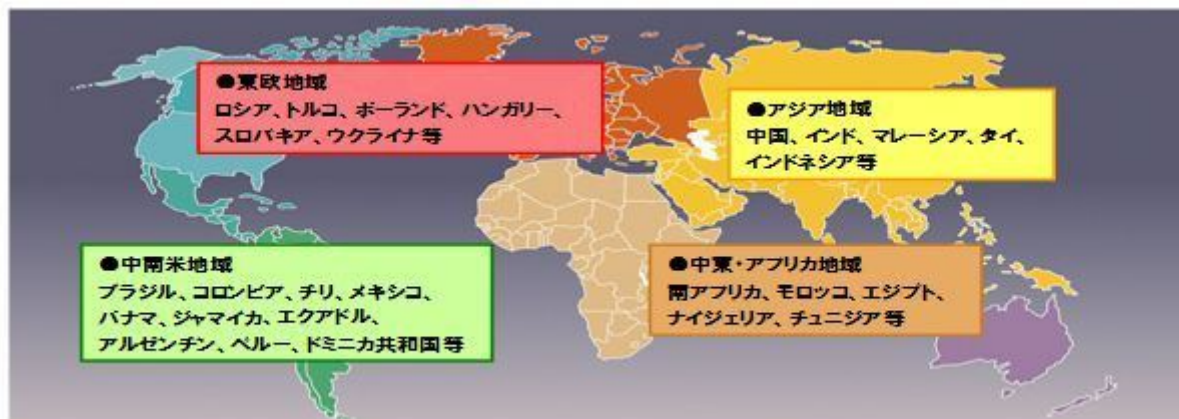 ●東欧地域
ロシア、トルコ、ポーランド、ハンガリー、
スロバキア、ウクライナ等
●アジア地域
中国、インド、マレーシア、タイ、
インドネシア等
●中南米地域
ブラジル、コロンビア、チリ、メキシコ、
パナマ、ジャマイカ、エクアドル、
アルゼンチン、ペルー、ドミニカ共和国等
●中東・アフリカ地域
南アフリカ、モロッコ、エジプト、
ナイジェリア、チュニジア等